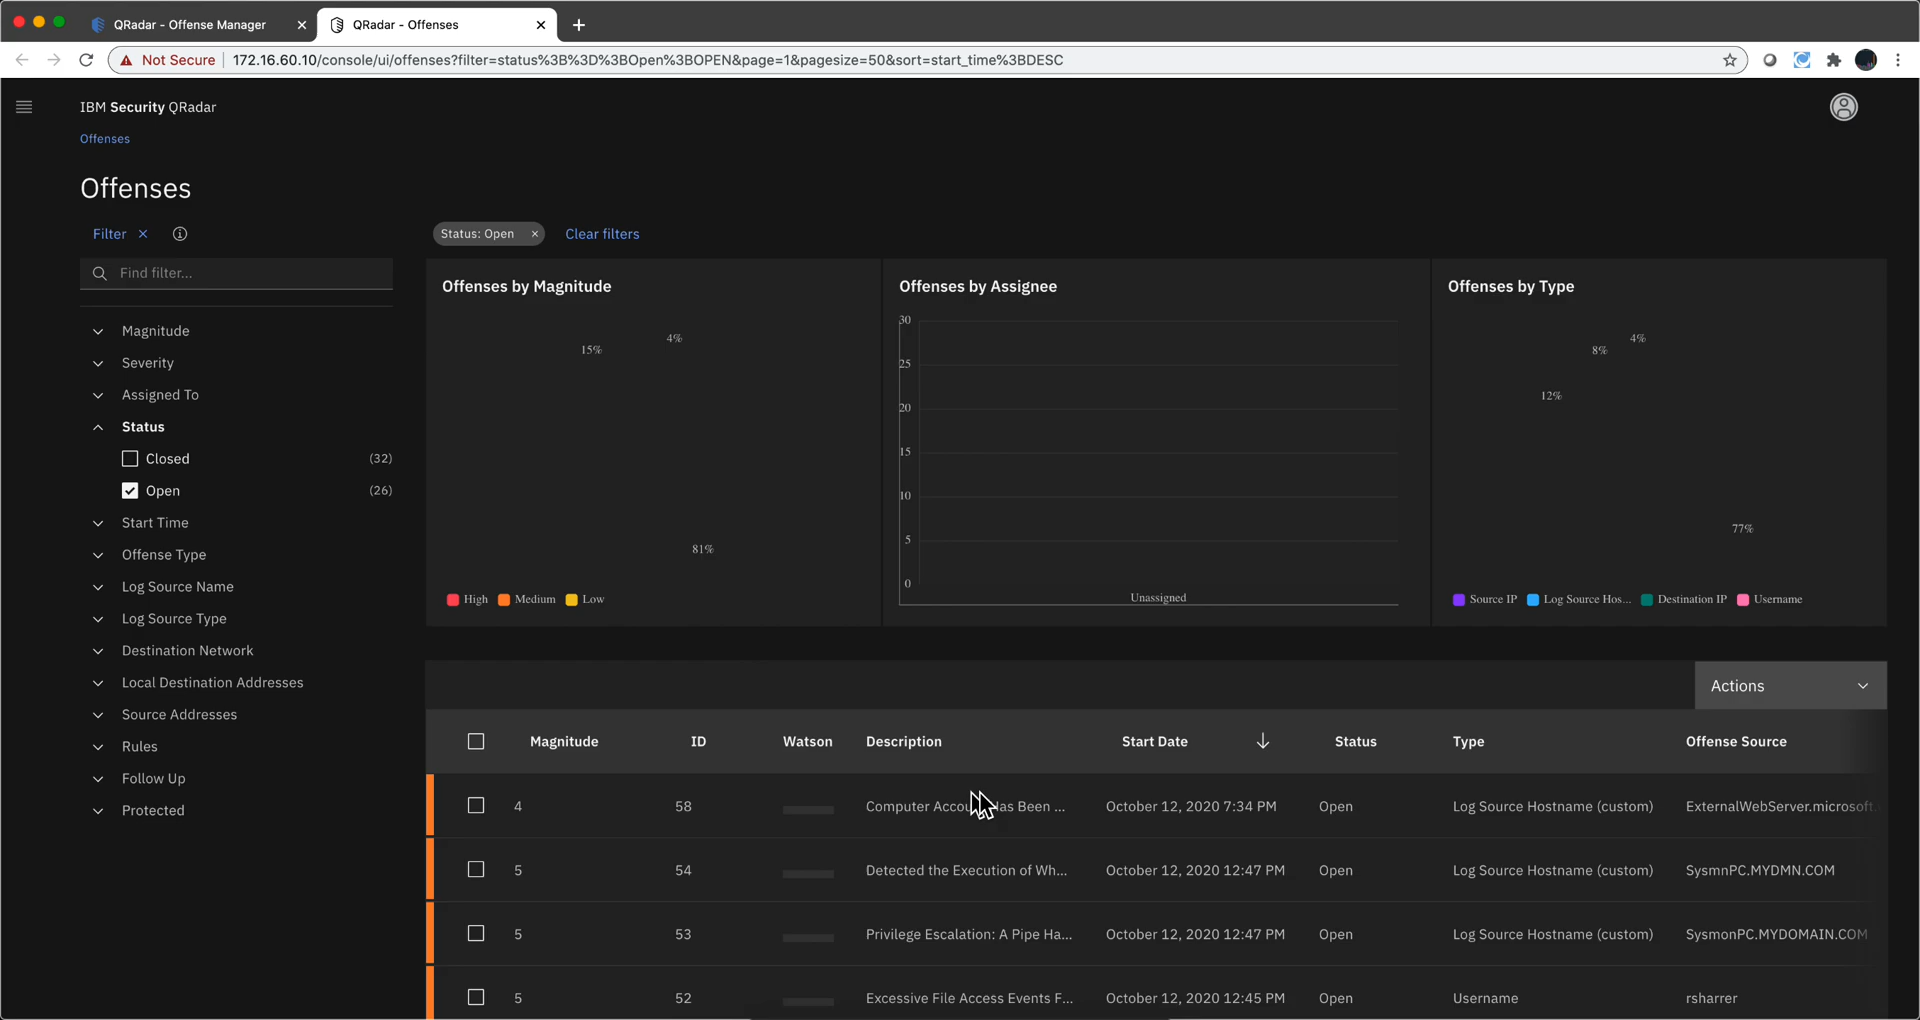 QRadar - Offense Manager
QRadar - Offenses
Not Secure 172.16.60.10/console/ui/offenses?filter=status%3B%3D%3BOpen%3BOPEN&page=1&pagesize=50&sort=start_time%3BDESC
IBM Security QRadar
Offenses
Offenses
Filter
Status: Open
Clear filters
Find filter...
Magnitude
Severity
Assigned To
Status
Closed (32)
Open (26)
Start Time
Offense Type
Log Source Name
Log Source Type
Destination Network
Local Destination Addresses
Source Addresses
Rules
Follow Up
Protected
Offenses by Magnitude
4%
15%
81%
High Medium Low
Offenses by Assignee
30
25
20
15
10
5
0
Unassigned
Offenses by Type
4%
8%
12%
77%
Source IP Log Source Hos... Destination IP Username
Actions
Magnitude ID Watson Description Start Date Status Type Offense Source
4 58 Computer Accou as Been ... October 12, 2020 7:34 PM Open Log Source Hostname (custom) ExternalWebServer.microsoft
5 54 Detected the Execution of Wh... October 12, 2020 12:47 PM Open Log Source Hostname (custom) SysmnPC.MYDMN.COM
5 53 Privilege Escalation: A Pipe Ha... October 12, 2020 12:47 PM Open Log Source Hostname (custom) SysmonPC.MYDOMAIN.COM
5 52 Excessive File Access Events F... October 12, 2020 12:45 PM Open Username rsharrer